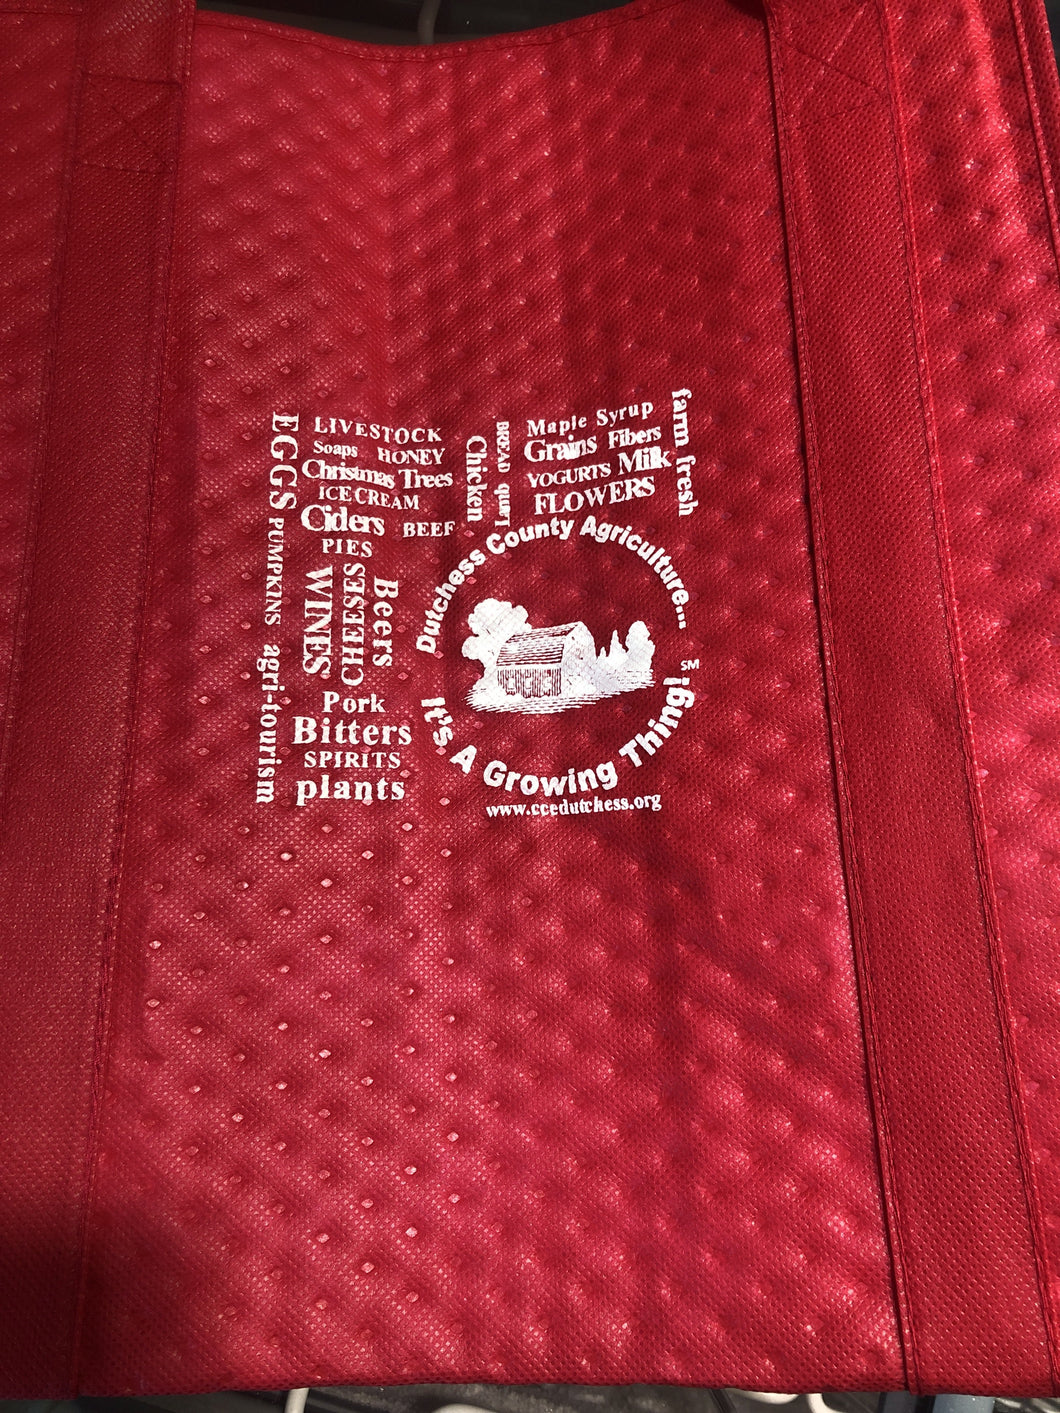 EGGS PUMPKINS agri-tourism
LIVESTOCK
Soaps HONEY
Christmas Trees
ICE CREAM
Ciders BEEF
PIES
WINES
CHEESES
Beers
Pork
Bitters
SPIRITS
plants
Chicken
BREAD
Maple Syrup
Grains Fibers
YOGURTS Milk
FLOWERS
farm fresh
Dutchess County Agriculture...
It's A Growing Thing! SM
www.ccedutchess.org